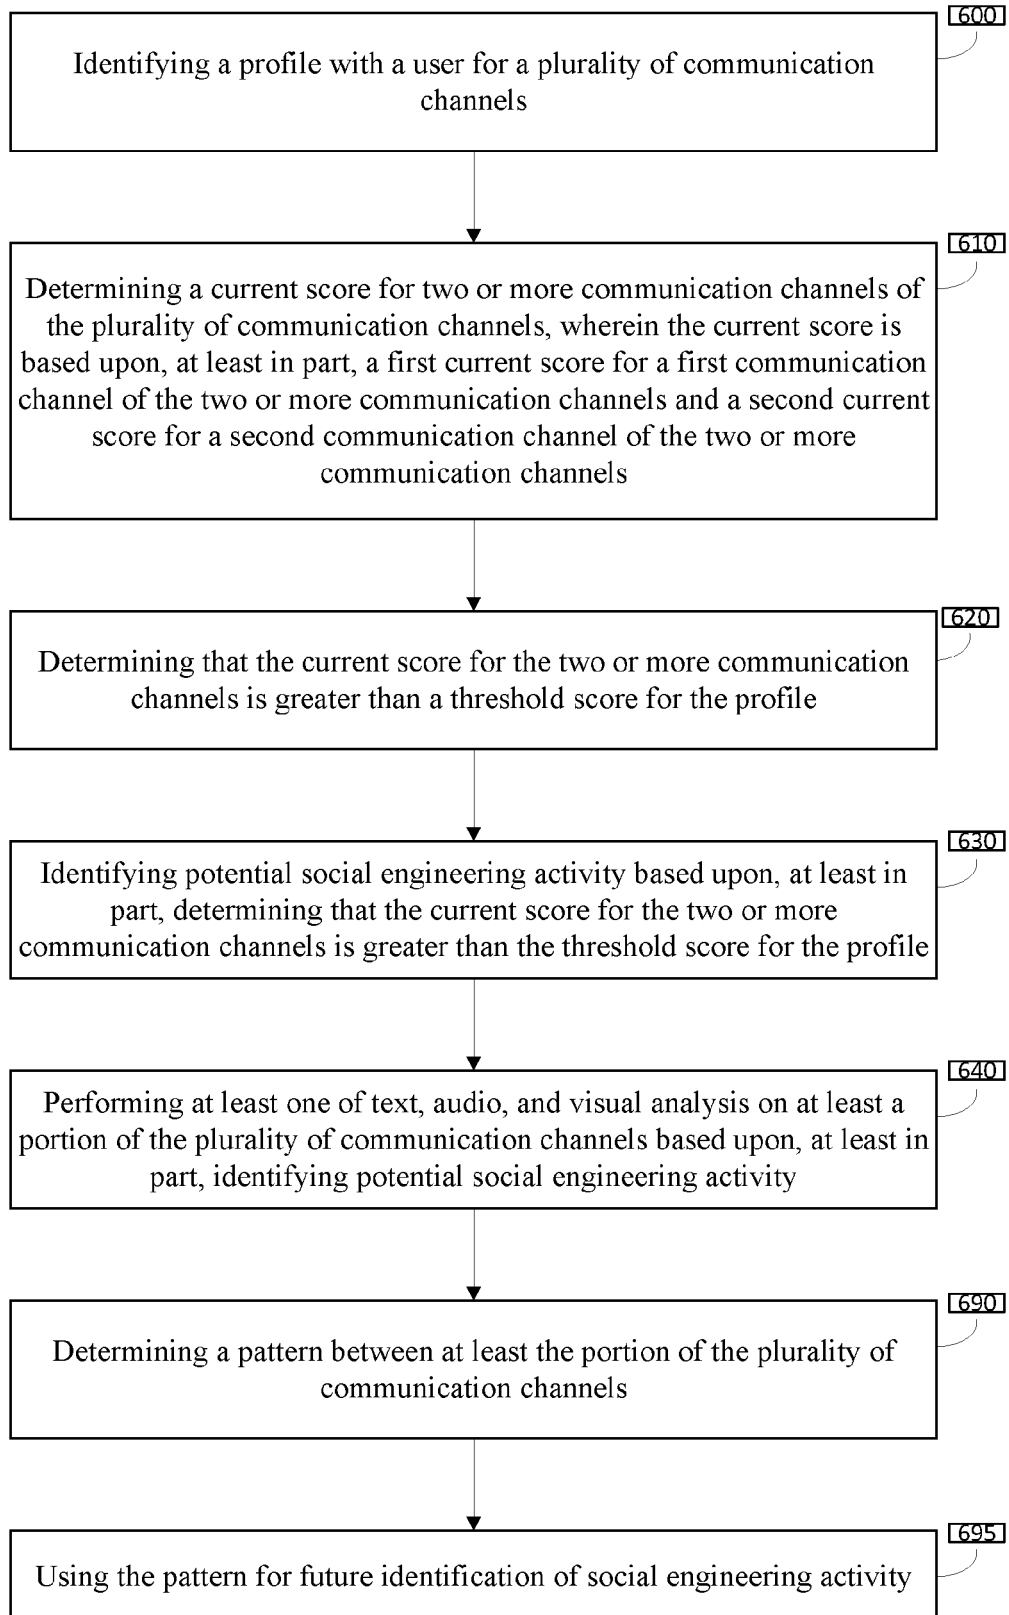 600
Identifying a profile with a user for a plurality of communication
channels
610
Determining a current score for two or more communication channels of
the plurality of communication channels, wherein the current score is
based upon, at least in part, a first current score for a first communication
channel of the two or more communication channels and a second current
score for a second communication channel of the two or more
communication channels
620
Determining that the current score for the two or more communication
channels is greater than a threshold score for the profile
630
Identifying potential social engineering activity based upon, at least in
part, determining that the current score for the two or more
communication channels is greater than the threshold score for the profile
640
Performing at least one of text, audio, and visual analysis on at least a
portion of the plurality of communication channels based upon, at least in
part, identifying potential social engineering activity
690
Determining a pattern between at least the portion of the plurality of
communication channels
695
Using the pattern for future identification of social engineering activity